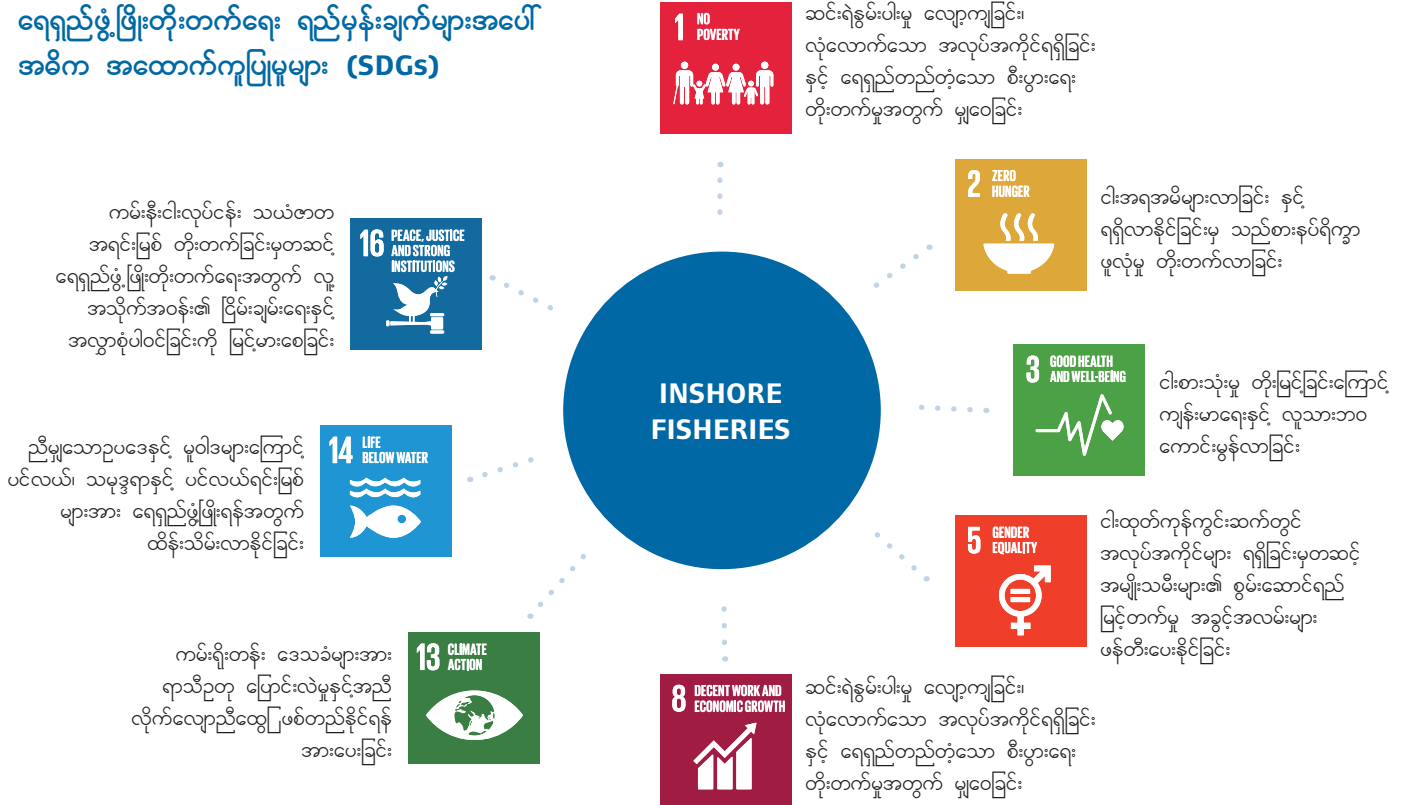 ရေရှည်ဖွံ့ဖြိုးတိုးတက်ရေး ရည်မှန်းချက်များအပေါ်
အဓိက အထောက်ကူပြုမှုများ (SDGs)
1 NO
POVERTY
ဆင်းရဲနွမ်းပါးမှု လျော့ကျခြင်း၊
လုံလောက်သော အလုပ်အကိုင်ရရှိခြင်း
နှင့် ရေရှည်တည်တံ့သော စီးပွားရေး
တိုးတက်မှုအတွက် မျှဝေခြင်း
2 ZERO
HUNGER
ငါးအရအမိများလာခြင်း နှင့်
ရရှိလာနိုင်ခြင်းမှ သည်စားနပ်ရိက္ခာ
ဖူလုံမှု တိုးတက်လာခြင်း
3 GOOD HEALTH
AND WELL-BEING
ငါးစားသုံးမှု တိုးမြင့်ခြင်းကြောင့်
ကျန်းမာရေးနှင့် လူသားဘဝ
ကောင်းမွန်လာခြင်း
5 GENDER
EQUALITY
ငါးထုတ်ကုန်ကွင်းဆက်တွင်
အလုပ်အကိုင်များ ရရှိခြင်းမှတဆင့်
အမျိုးသမီးများ၏ စွမ်းဆောင်ရည်
မြင့်တက်မှု အခွင့်အလမ်းများ
ဖန်တီးပေးနိုင်ခြင်း
8 DECENT WORK AND
ECONOMIC GROWTH
ဆင်းရဲနွမ်းပါးမှု လျော့ကျခြင်း၊
လုံလောက်သော အလုပ်အကိုင်ရရှိခြင်း
နှင့် ရေရှည်တည်တံ့သော စီးပွားရေး
တိုးတက်မှုအတွက် မျှဝေခြင်း
13 CLIMATE
ACTION
ကမ်းရိုးတန်း ဒေသခံများအား
ရာသီဥတု ပြောင်းလဲမှုနှင့်အညီ
လိုက်လျောညီထွေြဖစ်တည်နိုင်ရန်
အားပေးခြင်း
14 LIFE
BELOW WATER
ညီမျှသောဥပဒေနှင့် မူဝါဒများကြောင့်
ပင်လယ်၊ သမုဒ္ဒရာနှင့် ပင်လယ်ရင်းမြစ်
များအား ရေရှည်ဖွံ့ဖြိုးရန်အတွက်
ထိန်းသိမ်းလာနိုင်ခြင်း
16 PEACE, JUSTICE
AND STRONG
INSTITUTIONS
ကမ်းနီးငါးလုပ်ငန်း သယံဇာတ
အရင်းမြစ် တိုးတက်ခြင်းမှတဆင့်
ရေရှည်ဖွံ့ဖြိုးတိုးတက်ရေးအတွက် လူ့
အသိုက်အဝန်း၏ ငြိမ်းချမ်းရေးနှင့်
အလွှာစုံပါဝင်ခြင်းကို မြင့်မားစေခြင်း
INSHORE
FISHERIES